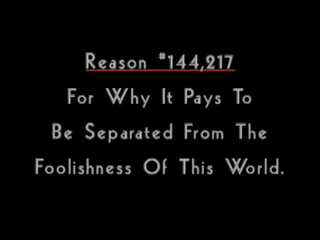 Reason #144,217
For Why It Pays To
Be Separated From The
Foolishness Of This World.